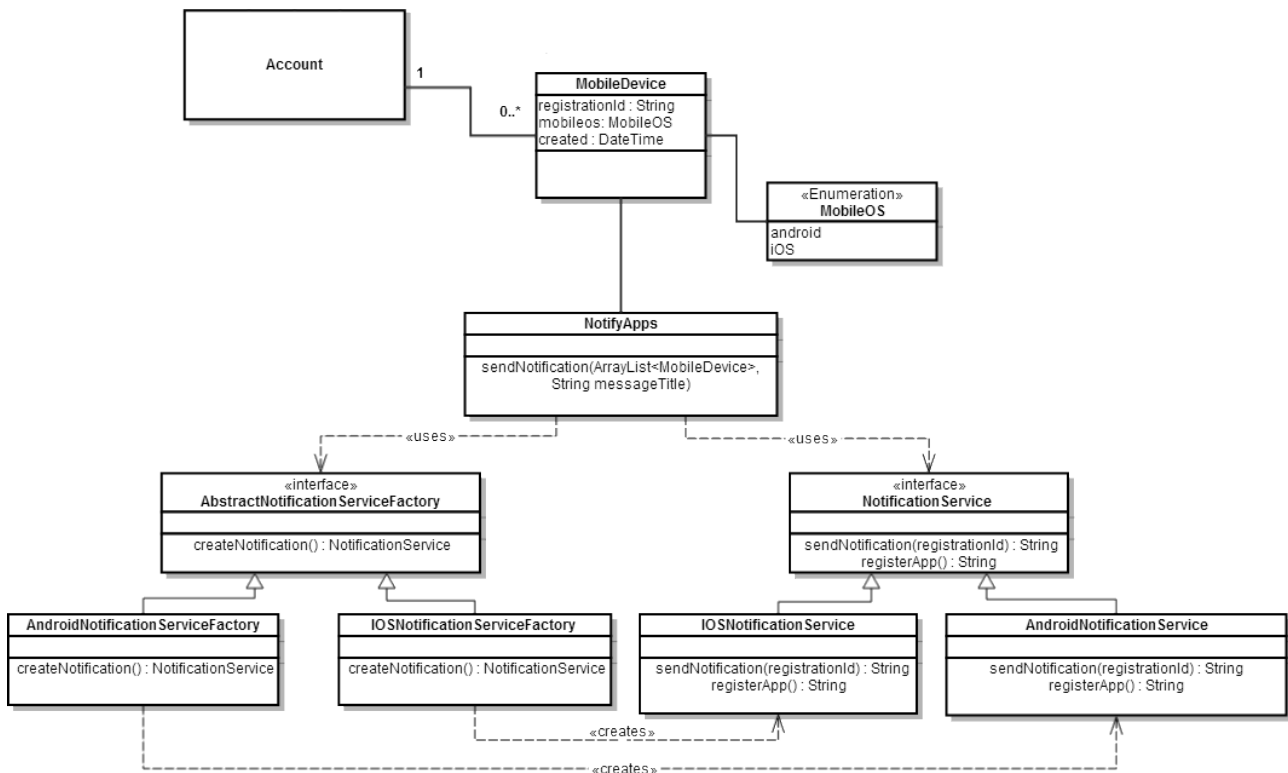 Account
1
0..*
MobileDevice
registrationId : String
mobileos: MobileOS
created : DateTime
«Enumeration»
MobileOS
android
iOS
NotifyApps
sendNotification(ArrayList<MobileDevice>,
String messageTitle)
«uses»
«uses»
«interface»
AbstractNotificationServiceFactory
createNotification() : NotificationService
«interface»
NotificationService
sendNotification(registrationId) : String
registerApp() : String
AndroidNotificationServiceFactory
createNotification() : NotificationService
IOSNotificationServiceFactory
createNotification() : NotificationService
IOSNotificationService
sendNotification(registrationId) : String
registerApp() : String
AndroidNotificationService
sendNotification(registrationId) : String
registerApp() : String
«creates»
«creates»